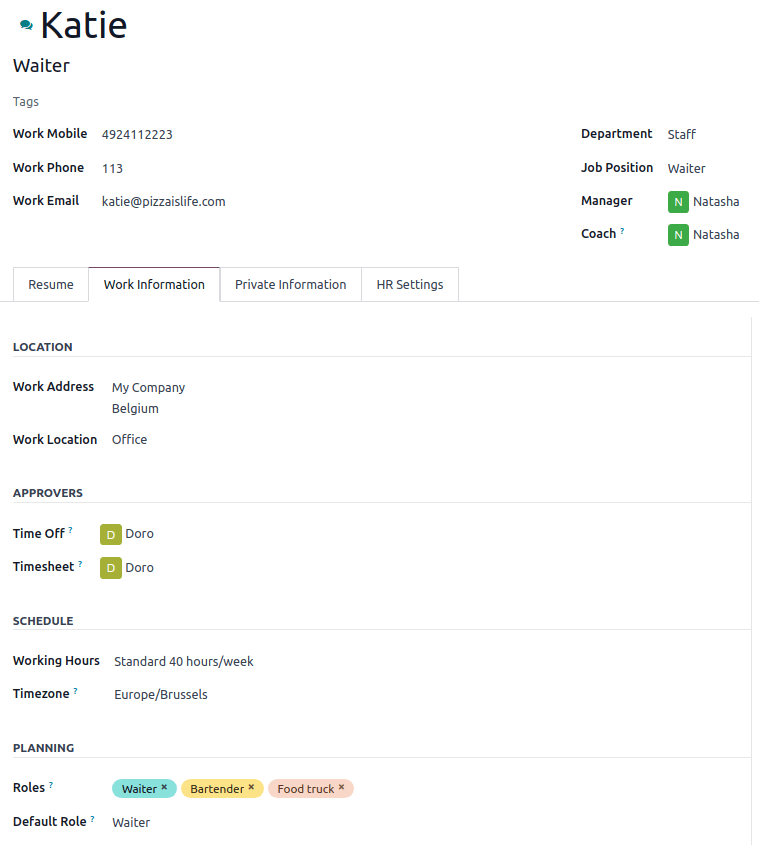 Katie
Waiter
Tags
Work Mobile 4924112223
Work Phone 113
Work Email katie@pizzaislife.com
Department Staff
Job Position Waiter
Manager N Natasha
Coach ? N Natasha
Resume Work Information Private Information HR Settings
LOCATION
Work Address My Company
Belgium
Work Location Office
APPROVERS
Time Off ? D Doro
Timesheet ? D Doro
SCHEDULE
Working Hours Standard 40 hours/week
Timezone ? Europe/Brussels
PLANNING
Roles ? Waiter × Bartender × Food truck ×
Default Role ? Waiter